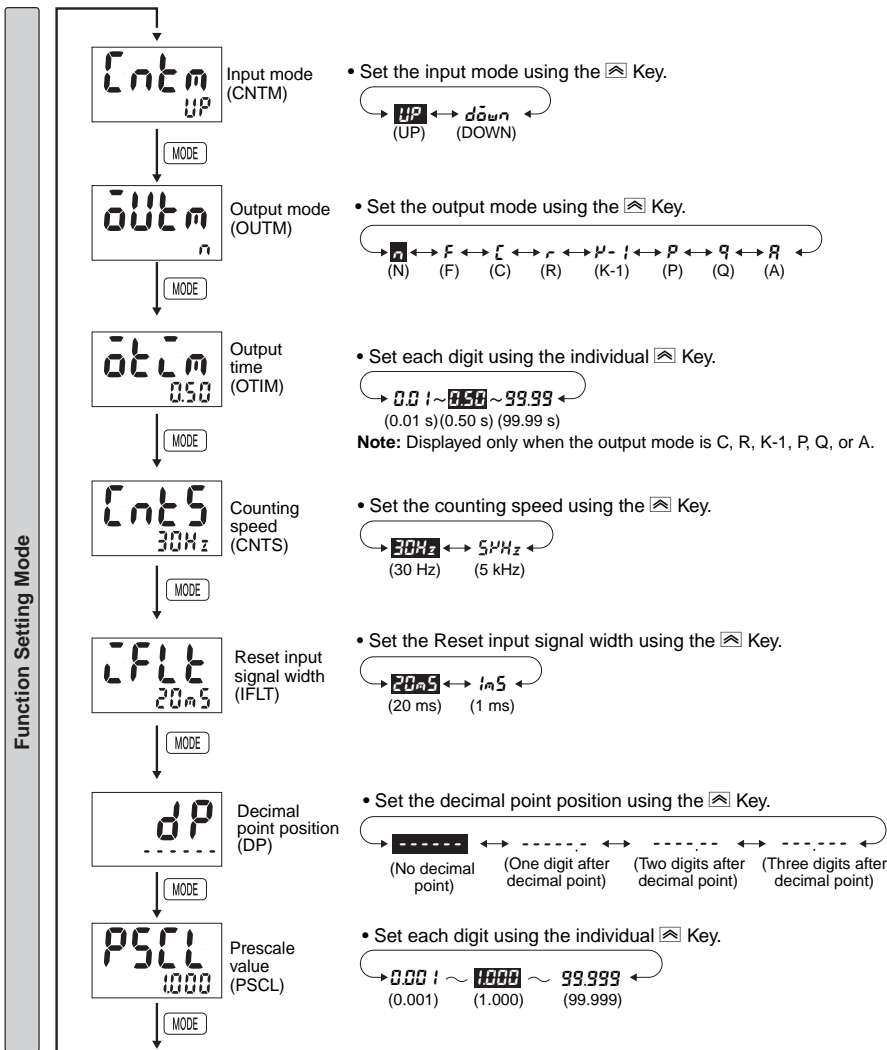 Function Setting Mode
Cntm
UP
Input mode
(CNTM)
• Set the input mode using the Key.
UP down
(UP) (DOWN)
MODE
outm
n
Output mode
(OUTM)
• Set the output mode using the Key.
n F C r K-1 P q A
(N) (F) (C) (R) (K-1) (P) (Q) (A)
MODE
otim
0.50
Output
time
(OTIM)
• Set each digit using the individual Key.
0.01~0.50~99.99
(0.01 s)(0.50 s) (99.99 s)
Note: Displayed only when the output mode is C, R, K-1, P, Q, or A.
MODE
CntS
30Hz
Counting
speed
(CNTS)
• Set the counting speed using the Key.
30Hz 5KHz
(30 Hz) (5 kHz)
MODE
iFLt
20mS
Reset input
signal width
(IFLT)
• Set the Reset input signal width using the Key.
20mS 1mS
(20 ms) (1 ms)
MODE
dP
------
Decimal
point position
(DP)
• Set the decimal point position using the Key.
------ -----.- ----.-- ---.---
(No decimal
point)
(One digit after
decimal point)
(Two digits after
decimal point)
(Three digits after
decimal point)
MODE
PSCL
1.000
Prescale
value
(PSCL)
• Set each digit using the individual Key.
0.001 ~ 1.000 ~ 99.999
(0.001) (1.000) (99.999)
MODE